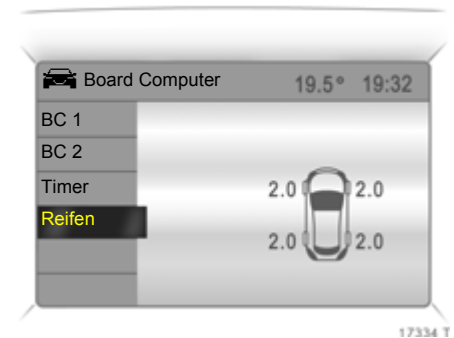 Board Computer 19.5° 19:32
BC 1
BC 2
Timer
Reifen
2.0 2.0
2.0 2.0
17334 T